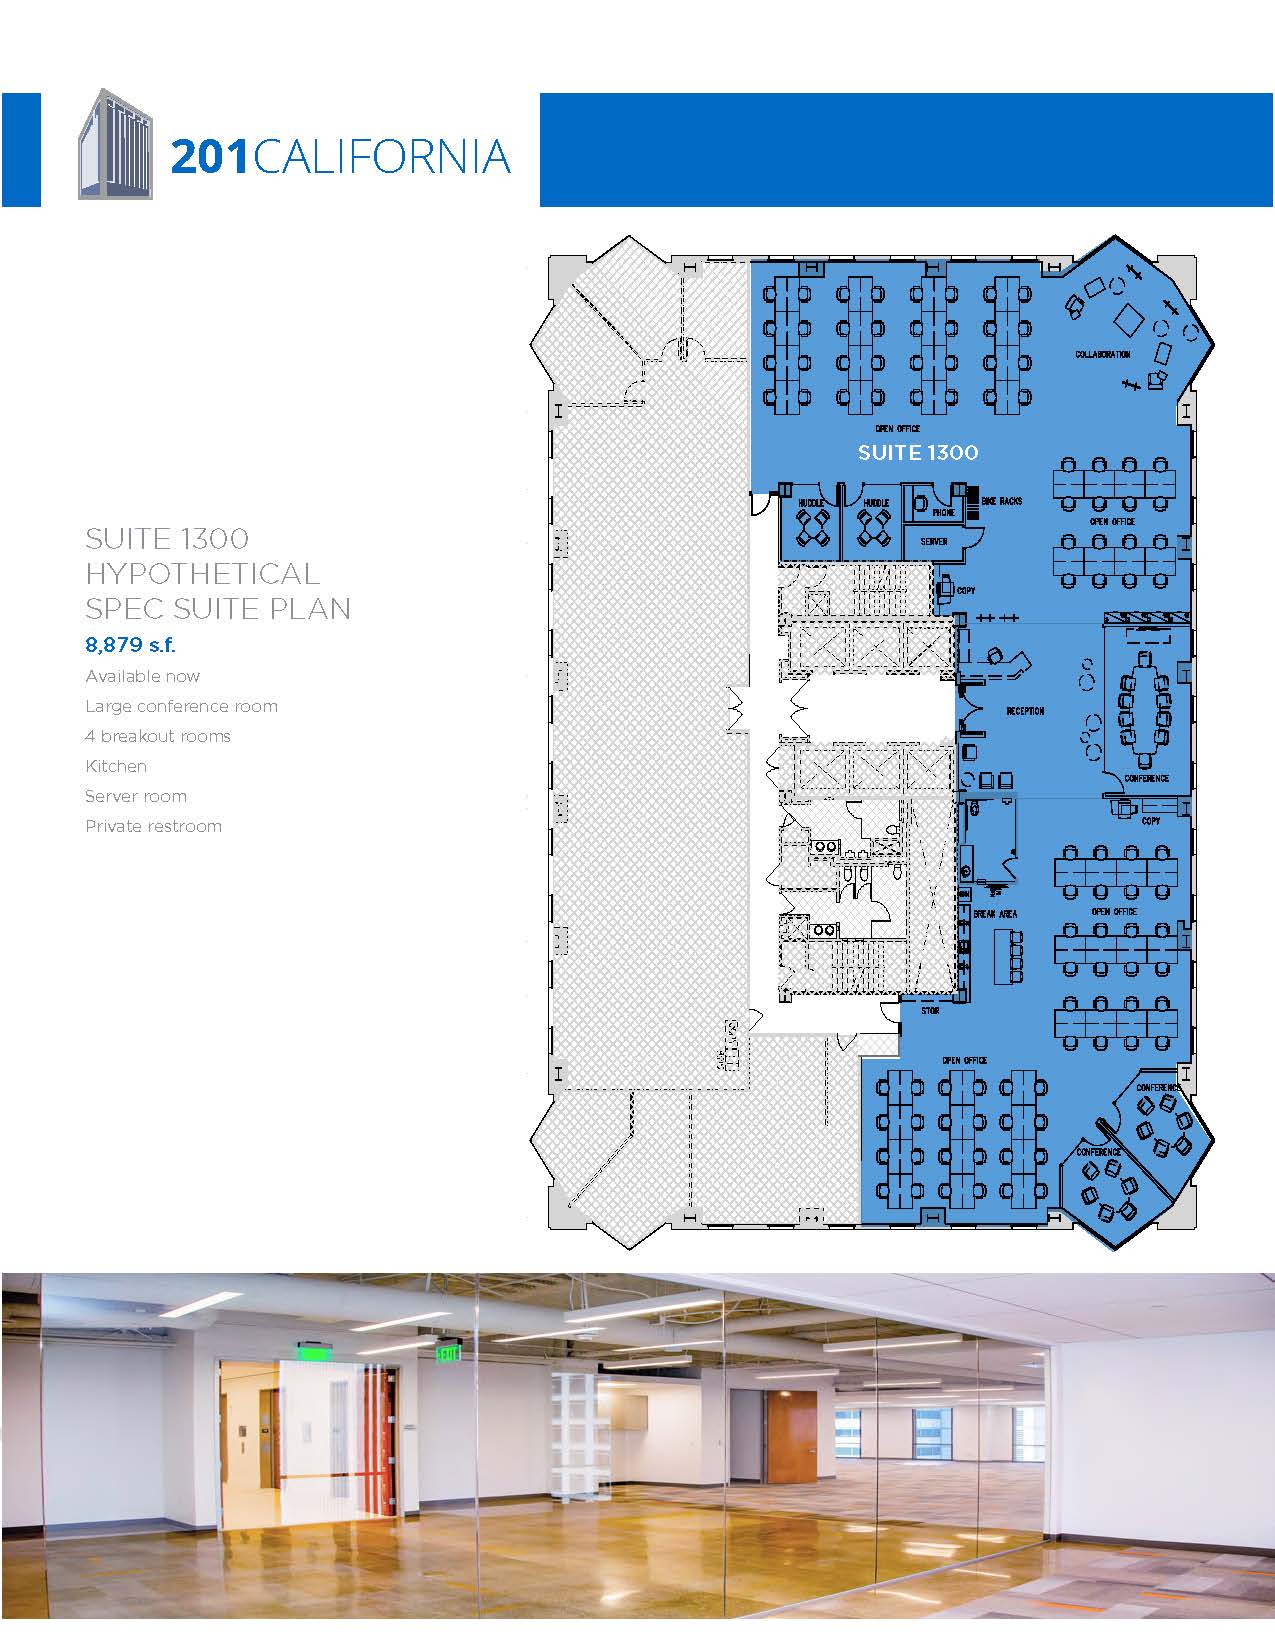 201CALIFORNIA
SUITE 1300
HYPOTHETICAL
SPEC SUITE PLAN
8,879 s.f.
Available now
Large conference room
4 breakout rooms
Kitchen
Server room
Private restroom
COLLABORATION
OPEN OFFICE
SUITE 1300
HUDDLE
HUDDLE
PHONE
BIKE RACKS
OPEN OFFICE
SERVER
COPY
RECEPTION
CONFERENCE
COPY
BREAK AREA
OPEN OFFICE
STOR
OPEN OFFICE
CONFERENCE
CONFERENCE
EXIT